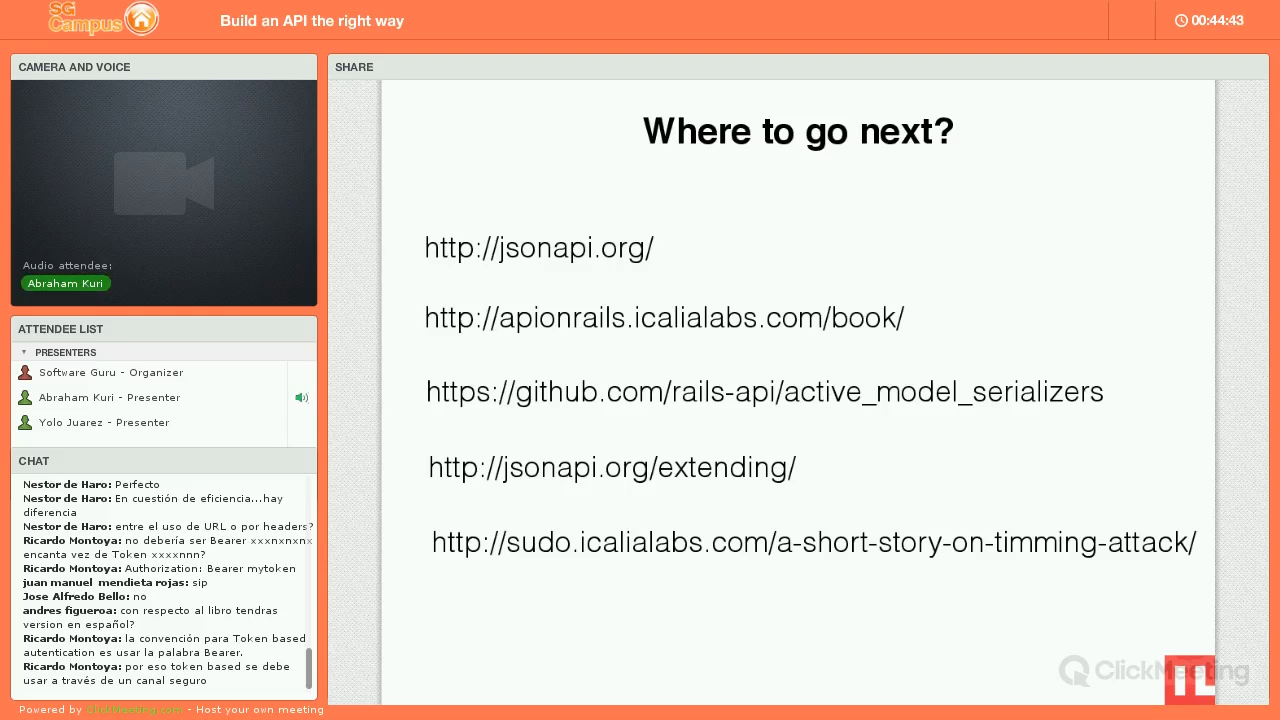 SG
Campus
Build an API the right way
00:44:43
CAMERA AND VOICE
Audio attendee:
Abraham Kuri
ATTENDEE LIST
PRESENTERS
Software Guru - Organizer
Abraham Kuri - Presenter
Yolo Juarez - Presenter
CHAT
Nestor de Haro: Perfecto
Nestor de Haro: En cuestión de eficiencia...hay
diferencia
Nestor de Haro: entre el uso de URL o por headers?
Ricardo Montoya: no debería ser Bearer xxxnxnxnx
encanta vez de Token xxxxnnn?
Ricardo Montoya: Authorization: Bearer mytoken
juan manuel mendieta rojas: sip
Jose Alfredo Bello: no
andres figueroa: con respecto al libro tendras
version en español?
Ricardo Montoya: la convención para Token based
autentication es usar la palabra Bearer.
Ricardo Montoya: por eso token based se debe
usar a través de un canal seguro
Powered by ClickMeeting.com - Host your own meeting
SHARE
Where to go next?
http://jsonapi.org/
http://apionrails.icalialabs.com/book/
https://github.com/rails-api/active_model_serializers
http://jsonapi.org/extending/
http://sudo.icalialabs.com/a-short-story-on-timming-attack/
ClickMeeting